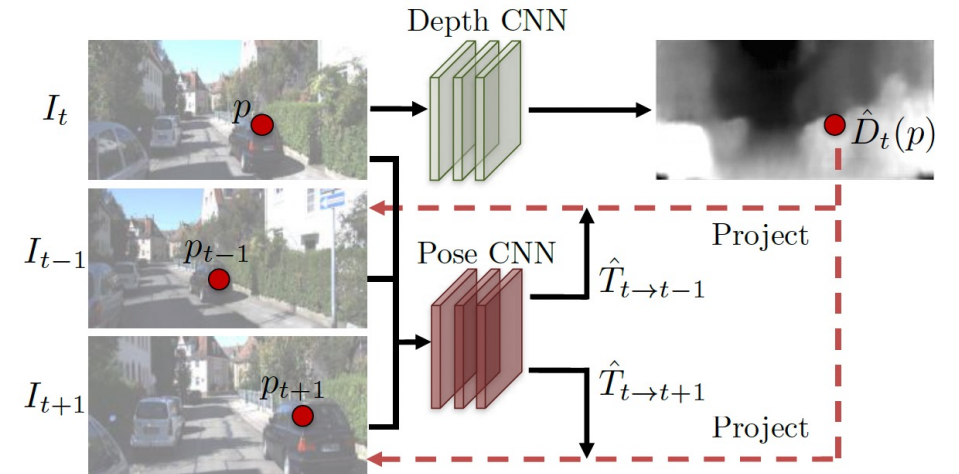 Depth CNN
I_t
p
D̂_t(p)
Project
I_{t−1}
p_{t−1}
Pose CNN
T̂_{t→t−1}
I_{t+1}
p_{t+1}
T̂_{t→t+1}
Project